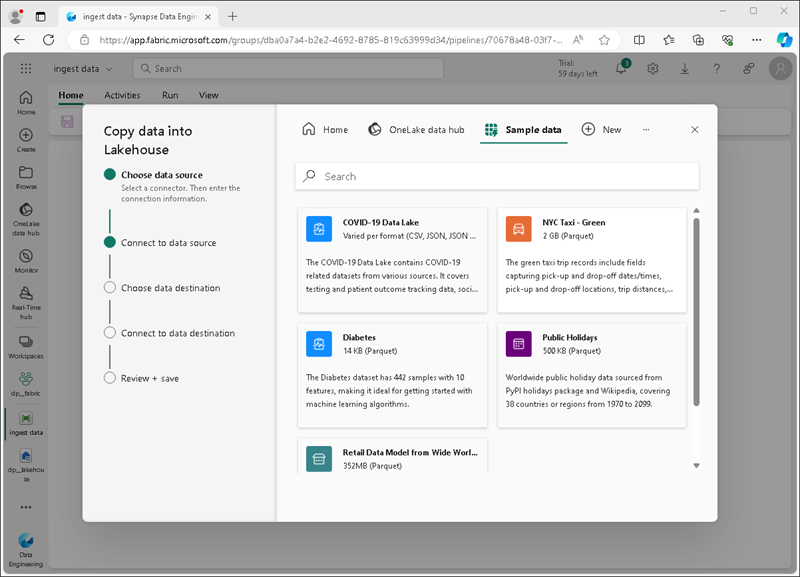 ingest data - Synapse Data Engin
https://app.fabric.microsoft.com/groups/dba0a7a4-b2e2-4692-8785-819c63999d34/pipelines/70678a48-03f7-...
ingest data
Search
Trial:
59 days left
3
Home
Activities
Run
View
Home
Create
Browse
OneLake
data hub
Monitor
Real-Time
hub
Workspaces
dp_fabric
ingest data
dp_lakehou
se
Data
Engineering
Copy data into
Lakehouse
Choose data source
Select a connector. Then enter the
connection information.
Connect to data source
Choose data destination
Connect to data destination
Review + save
Home
OneLake data hub
Sample data
New
...
Search
COVID-19 Data Lake
Varied per format (CSV, JSON, JSON ...
The COVID-19 Data Lake contains COVID-19
related datasets from various sources. It covers
testing and patient outcome tracking data, soci...
NYC Taxi - Green
2 GB (Parquet)
The green taxi trip records include fields
capturing pick-up and drop-off dates/times,
pick-up and drop-off locations, trip distances,...
Diabetes
14 KB (Parquet)
The Diabetes dataset has 442 samples with 10
features, making it ideal for getting started with
machine learning algorithms.
Public Holidays
500 KB (Parquet)
Worldwide public holiday data sourced from
PyPI holidays package and Wikipedia, covering
38 countries or regions from 1970 to 2099.
Retail Data Model from Wide Worl...
352MB (Parquet)